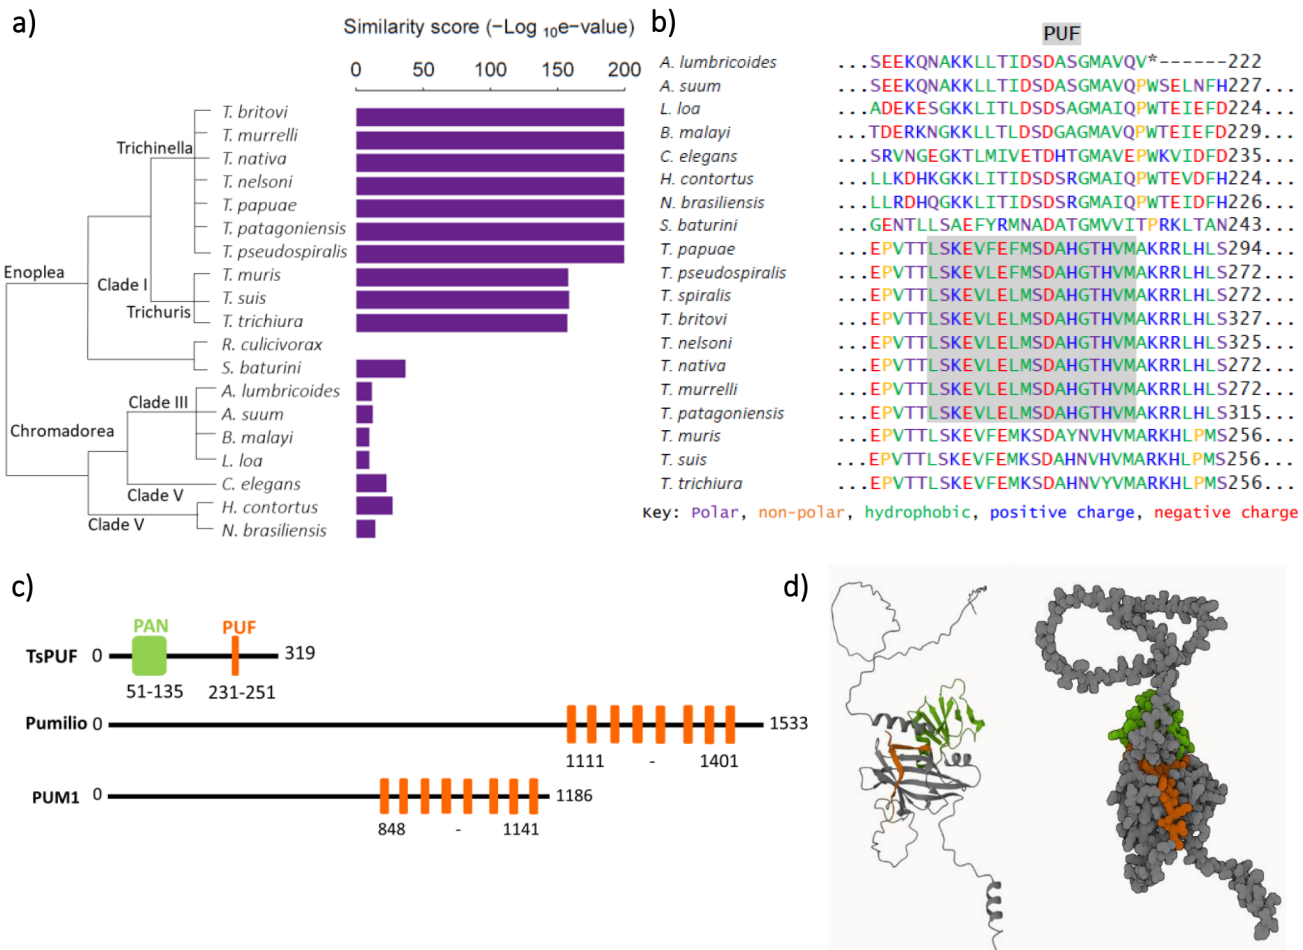 a)
Similarity score (−Log 10e−value)
0 50 100 150 200
T. britovi
T. murrelli
Trichinella
T. nativa
T. nelsoni
T. papuae
T. patagoniensis
T. pseudospiralis
Enoplea
T. muris
Clade I
T. suis
Trichuris
T. trichiura
R. culicivorax
S. baturini
A. lumbricoides
Clade III
A. suum
Chromadorea
B. malayi
L. loa
C. elegans
Clade V
H. contortus
Clade V
N. brasiliensis
b)
PUF
A. lumbricoides ...SEEKQNAKKLLTIDSDASGMAVQV*------222
A. suum ...SEEKQNAKKLLTIDSDASGMAVQPWSELNFH227...
L. loa ...ADEKESGKKLITLDSDSAGMAIQPWTEIEFD224...
B. malayi ...TDERKNGKKLLTLDSDGAGMAVQPWTEIEFD229...
C. elegans ...SRVNGEGKTLMIVETDHTGMAVEPWKVIDFD235...
H. contortus ...LLKDHKGKKLITIDSDSRGMAIQPWTEVDFH224...
N. brasiliensis ...LLRDHQGKKLITIDSDSRGMAIQPWTEIDFH226...
S. baturini ...GENTLLSAEFYRMNADATGMVVITPRKLTAN243...
T. papuae ...EPVTTLSKEVFEFMSDAHGTHVMAKRRLHLS294...
T. pseudospiralis ...EPVTTLSKEVFEFMSDAHGTHVMAKRRLHLS272...
T. spiralis ...EPVTTLSKEVLELMSDAHGTHVMAKRRLHLS272...
T. britovi ...EPVTTLSKEVLELMSDAHGTHVMAKRRLHLS327...
T. nelsoni ...EPVTTLSKEVLELMSDAHGTHVMAKRRLHLS325...
T. nativa ...EPVTTLSKEVLELMSDAHGTHVMAKRRLHLS272...
T. murrelli ...EPVTTLSKEVLELMSDAHGTHVMAKRRLHLS272...
T. patagoniensis ...EPVTTLSKEVLELMSDAHGTHVMAKRRLHLS315...
T. muris ...EPVTTLSKEVFEMKSDAYNVHVMARKHLPMS256...
T. suis ...EPVTTLSKEVFEMKSDAHNVHVMARKHLPMS256...
T. trichiura ...EPVTTLSKEVFEMKSDAHNVYVMARKHLPMS256...
Key: Polar, non-polar, hydrophobic, positive charge, negative charge
c)
PAN PUF
TsPUF 0 319
51-135 231-251
Pumilio 0 1533
1111 - 1401
PUM1 0 1186
848 - 1141
d)